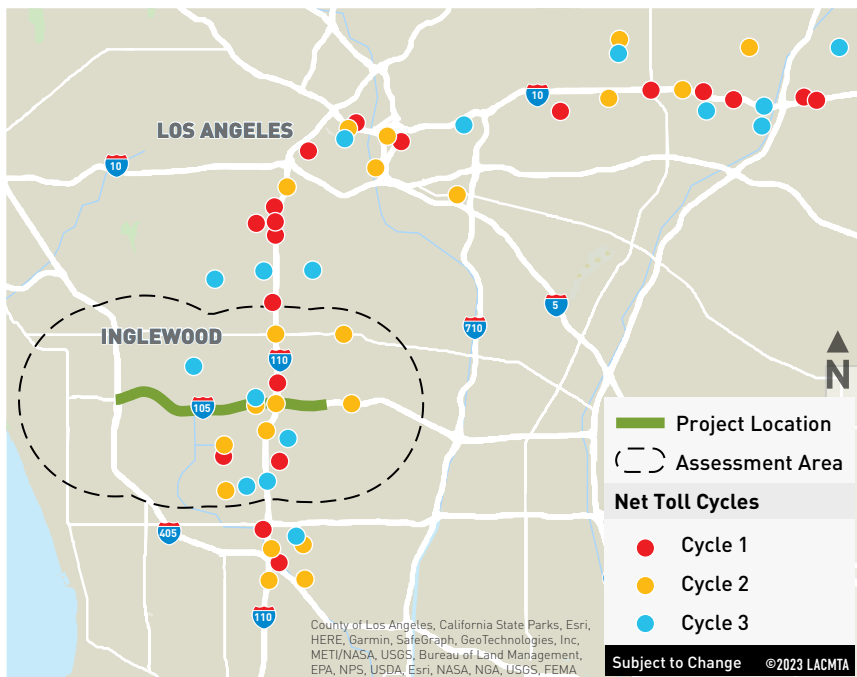 10
LOS ANGELES
10
5
710
INGLEWOOD
110
N
105
Project Location
Assessment Area
Net Toll Cycles
405
Cycle 1
Cycle 2
110
Cycle 3
County of Los Angeles, California State Parks, Esri,
HERE, Garmin, SafeGraph, GeoTechnologies, Inc,
METI/NASA, USGS, Bureau of Land Management,
EPA, NPS, USDA, Esri, NASA, NGA, USGS, FEMA
Subject to Change ©2023 LACMTA